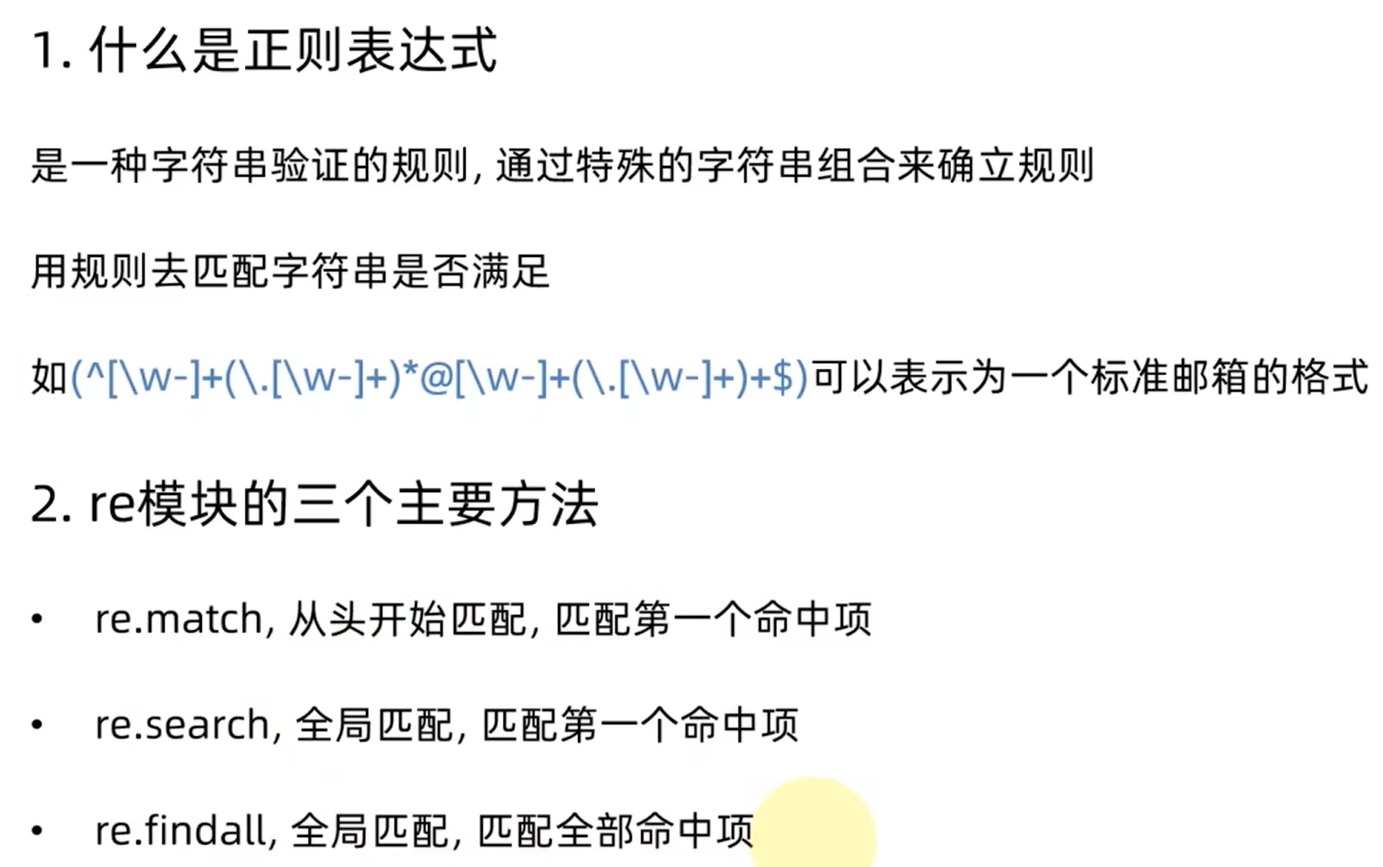 1. 什么是正则表达式
是一种字符串验证的规则, 通过特殊的字符串组合来确立规则
用规则去匹配字符串是否满足
如(^[\w-]+(\.[\w-]+)*@[\w-]+(\.[\w-]+)+$)可以表示为一个标准邮箱的格式
2. re模块的三个主要方法
• re.match, 从头开始匹配, 匹配第一个命中项
• re.search, 全局匹配, 匹配第一个命中项
• re.findall, 全局匹配, 匹配全部命中项